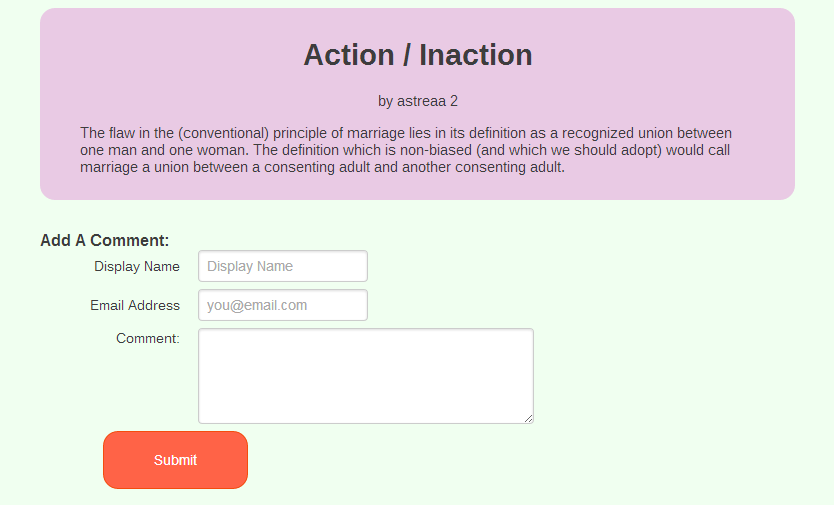 Action / Inaction
by astreaa 2
The flaw in the (conventional) principle of marriage lies in its definition as a recognized union between
one man and one woman. The definition which is non-biased (and which we should adopt) would call
marriage a union between a consenting adult and another consenting adult.
Add A Comment:
Display Name Display Name
Email Address you@email.com
Comment:
Submit